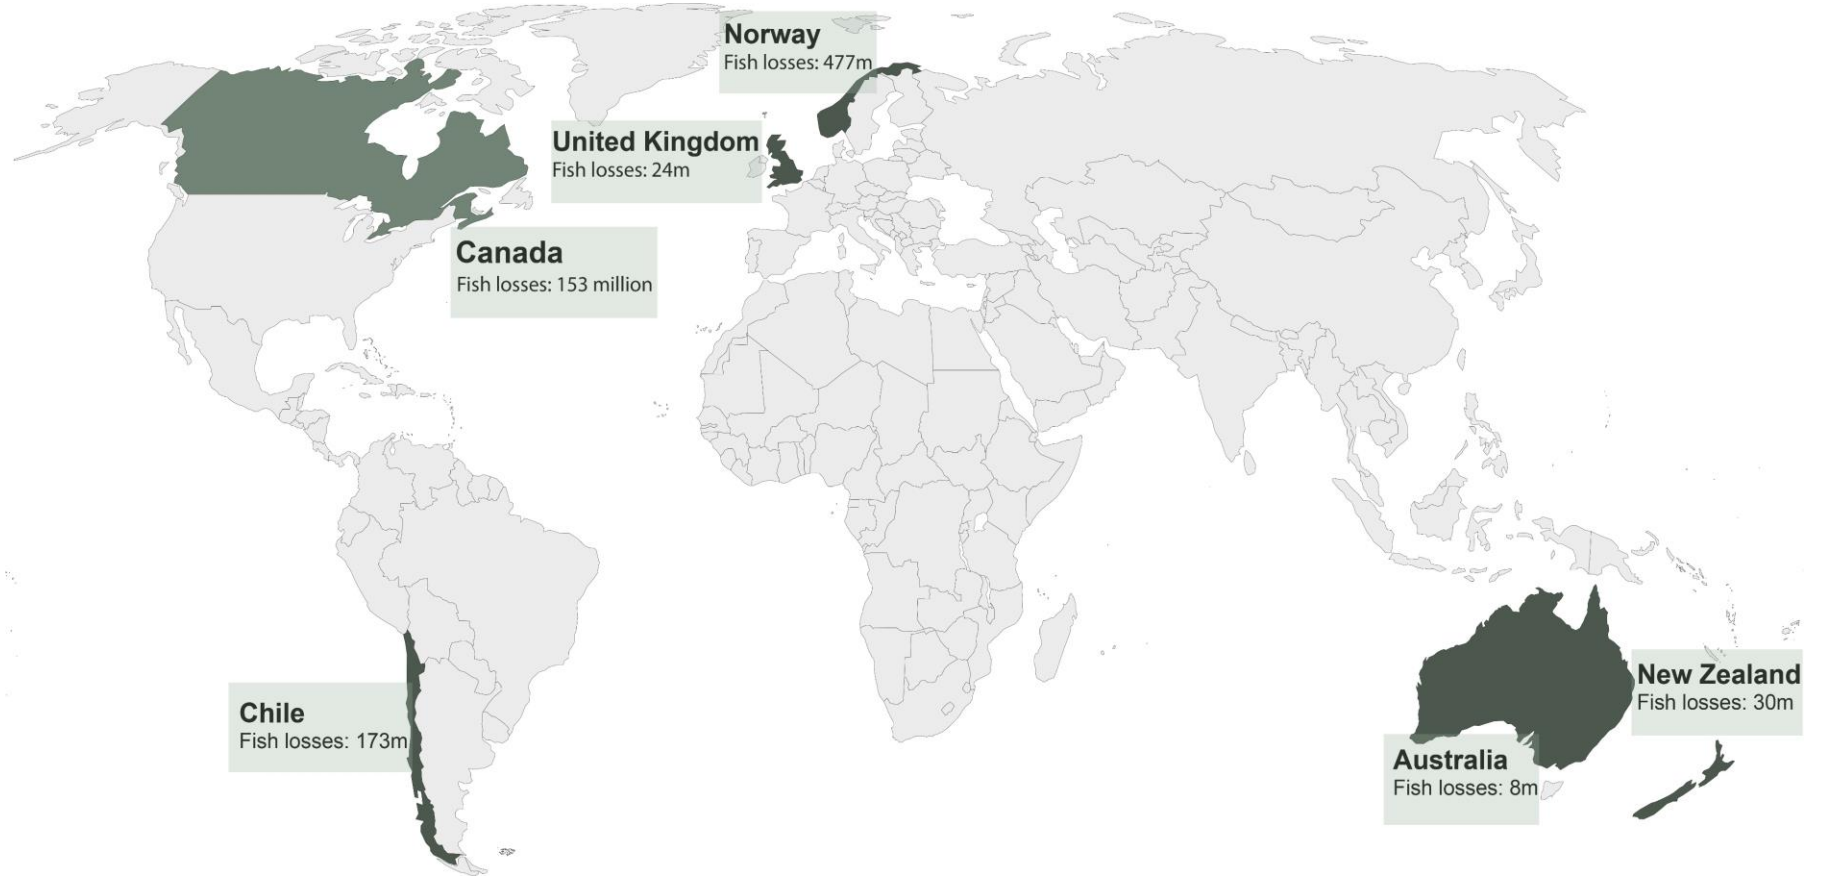 Norway
Fish losses: 477m
United Kingdom
Fish losses: 24m
Canada
Fish losses: 153 million
New Zealand
Fish losses: 30m
Chile
Fish losses: 173m
Australia
Fish losses: 8m